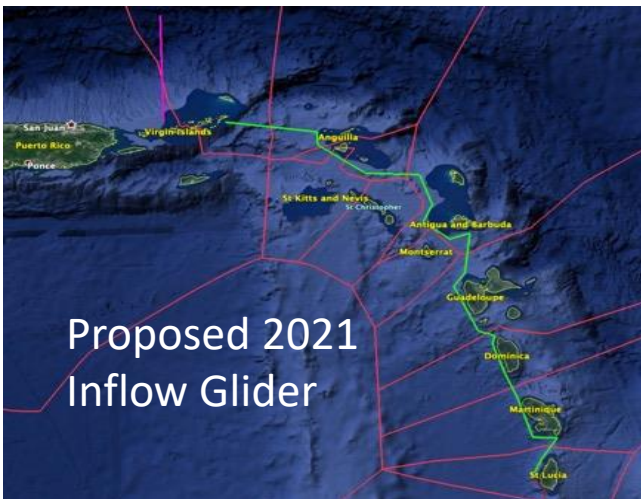 San Juan
Virgin Islands
Anguilla
Puerto Rico
Ponce
St Kitts and Nevis
St Christopher
Antigua and Barbuda
Montserrat
Guadeloupe
Proposed 2021
Inflow Glider
Dominica
Martinique
St Lucia